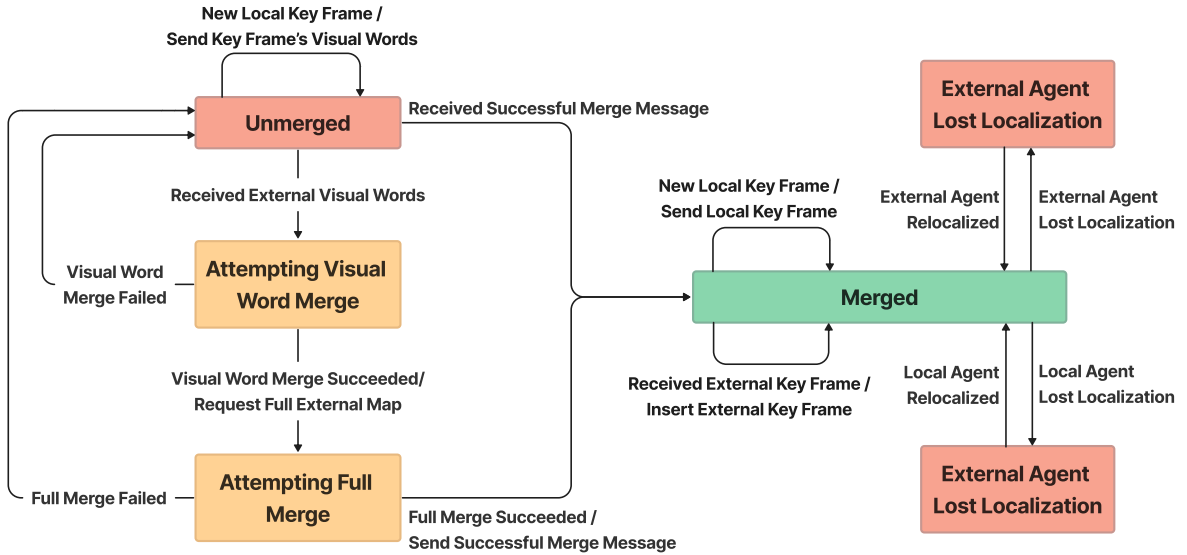 New Local Key Frame /
Send Key Frame's Visual Words
Unmerged
Received Successful Merge Message
Received External Visual Words
Attempting Visual
Word Merge
Visual Word
Merge Failed
Visual Word Merge Succeeded/
Request Full External Map
Attempting Full
Merge
Full Merge Failed
Full Merge Succeeded /
Send Successful Merge Message
New Local Key Frame /
Send Local Key Frame
Merged
Received External Key Frame /
Insert External Key Frame
External Agent
Lost Localization
External Agent
Relocalized
External Agent
Lost Localization
Local Agent
Relocalized
Local Agent
Lost Localization
External Agent
Lost Localization